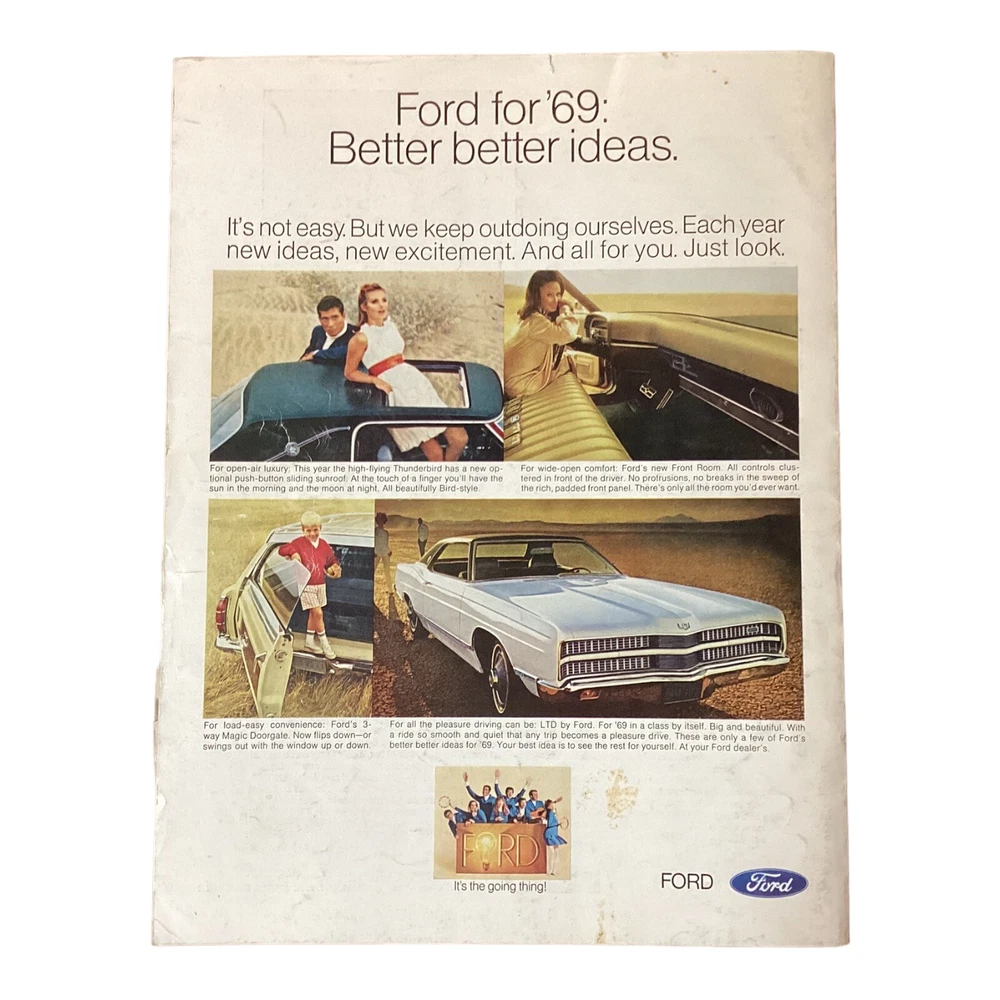 Ford for '69:
Better better ideas.
It's not easy. But we keep outdoing ourselves. Each year
new ideas, new excitement. And all for you. Just look.
For open-air luxury: This year the high-flying Thunderbird has a new op-
tional push-button sliding sunroof. At the touch of a finger you'll have the
sun in the morning and the moon at night. All beautifully Bird-style.
For wide-open comfort: Ford's new Front Room. All controls clus-
tered in front of the driver. No protrusions, no breaks in the sweep of
the rich, padded front panel. There's only all the room you'd ever want.
For load-easy convenience: Ford's 3-
way Magic Doorgate. Now flips down—or
swings out with the window up or down.
For all the pleasure driving can be: LTD by Ford. For '69 in a class by itself. Big and beautiful. With
a ride so smooth and quiet that any trip becomes a pleasure drive. These are only a few of Ford's
better better ideas for '69. Your best idea is to see the rest for yourself. At your Ford dealer's.
FORD
It's the going thing!
FORD
Ford